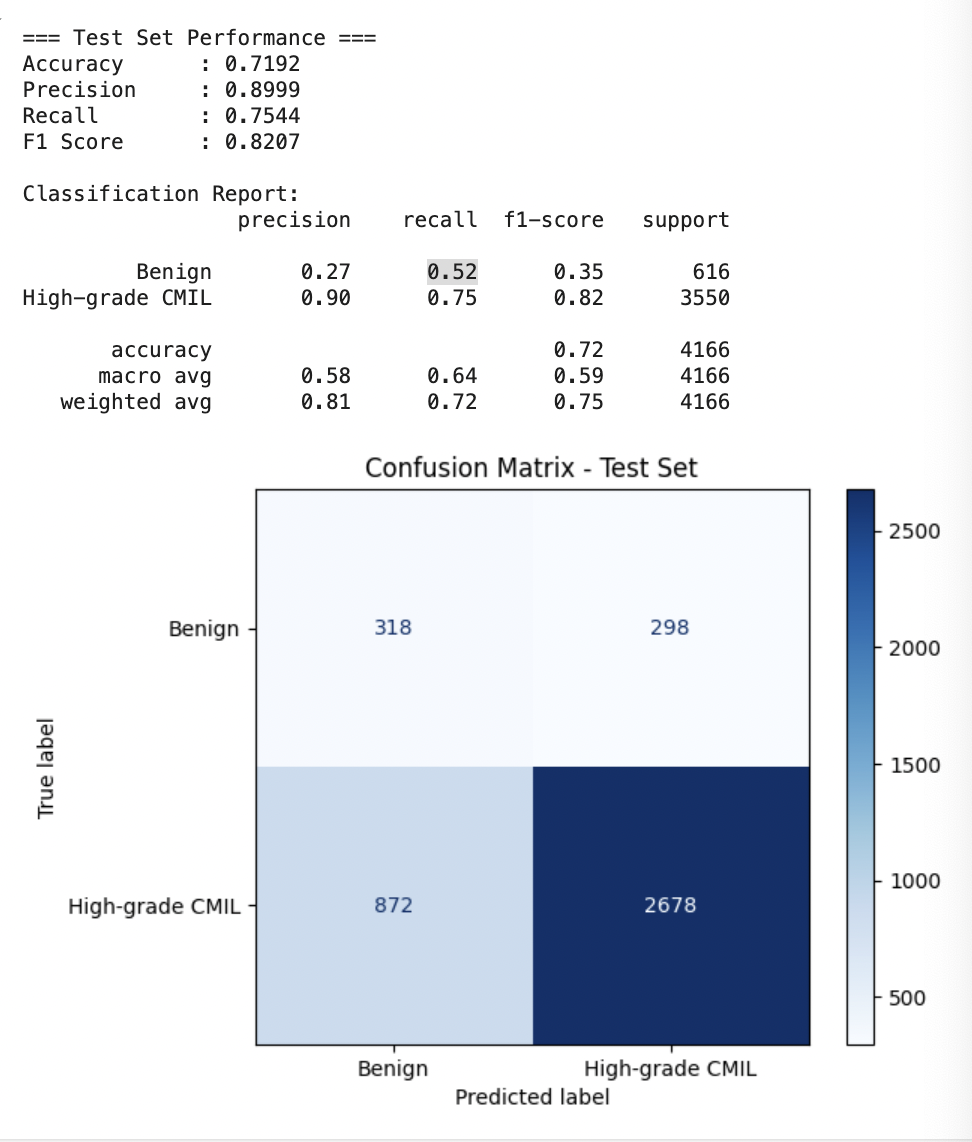 === Test Set Performance ===
Accuracy : 0.7192
Precision : 0.8999
Recall : 0.7544
F1 Score : 0.8207
Classification Report:
precision recall f1-score support
Benign 0.27 0.52 0.35 616
High-grade CMIL 0.90 0.75 0.82 3550
accuracy 0.72 4166
macro avg 0.58 0.64 0.59 4166
weighted avg 0.81 0.72 0.75 4166
Confusion Matrix - Test Set
2500
Benign 318 298
2000
True label
1500
1000
High-grade CMIL 872 2678
500
Benign High-grade CMIL
Predicted label